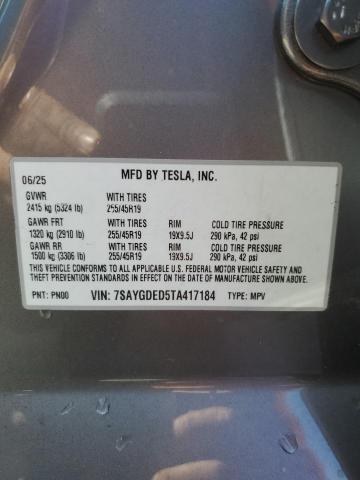 06/25 MFD BY TESLA, INC.
GVWR WITH TIRES
2415 kg (5324 lb) 255/45R19
GAWR FRT WITH TIRES RIM COLD TIRE PRESSURE
1320 kg (2910 lb) 255/45R19 19X9.5J 290 kPa, 42 psi
GAWR RR WITH TIRES RIM COLD TIRE PRESSURE
1500 kg (3306 lb) 255/45R19 19X9.5J 290 kPa, 42 psi
THIS VEHICLE CONFORMS TO ALL APPLICABLE U.S. FEDERAL MOTOR VEHICLE SAFETY AND
THEFT PREVENTION STANDARDS IN EFFECT ON THE DATE OF MANUFACTURE SHOWN ABOVE.
PNT: PN00 VIN: 7SAYGDED5TA417184 TYPE: MPV